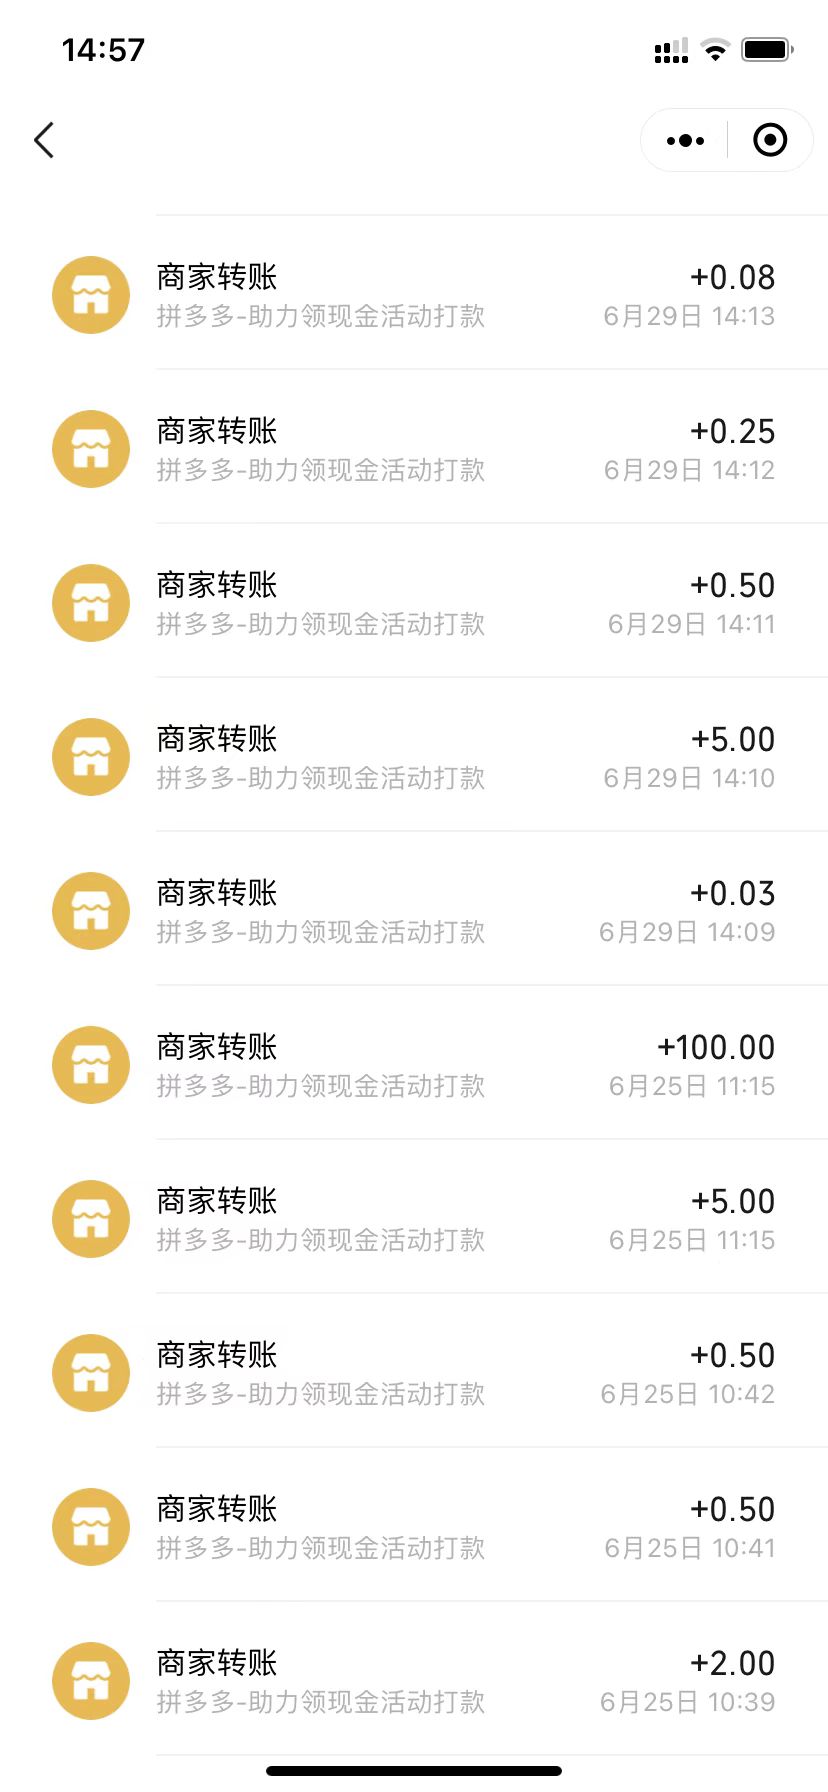 14:57
商家转账 +0.08
拼多多-助力领现金活动打款 6月29日 14:13
商家转账 +0.25
拼多多-助力领现金活动打款 6月29日 14:12
商家转账 +0.50
拼多多-助力领现金活动打款 6月29日 14:11
商家转账 +5.00
拼多多-助力领现金活动打款 6月29日 14:10
商家转账 +0.03
拼多多-助力领现金活动打款 6月29日 14:09
商家转账 +100.00
拼多多-助力领现金活动打款 6月25日 11:15
商家转账 +5.00
拼多多-助力领现金活动打款 6月25日 11:15
商家转账 +0.50
拼多多-助力领现金活动打款 6月25日 10:42
商家转账 +0.50
拼多多-助力领现金活动打款 6月25日 10:41
商家转账 +2.00
拼多多-助力领现金活动打款 6月25日 10:39